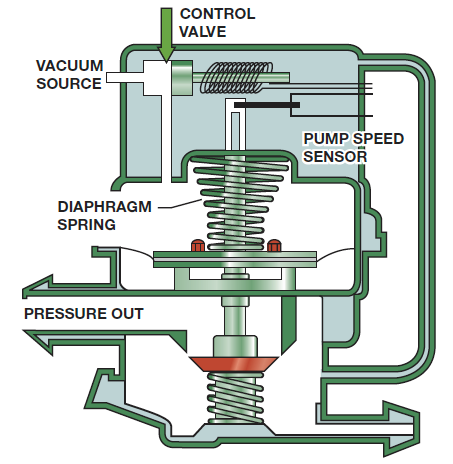 CONTROL
VALVE
VACUUM
SOURCE
PUMP SPEED
SENSOR
DIAPHRAGM
SPRING
PRESSURE OUT